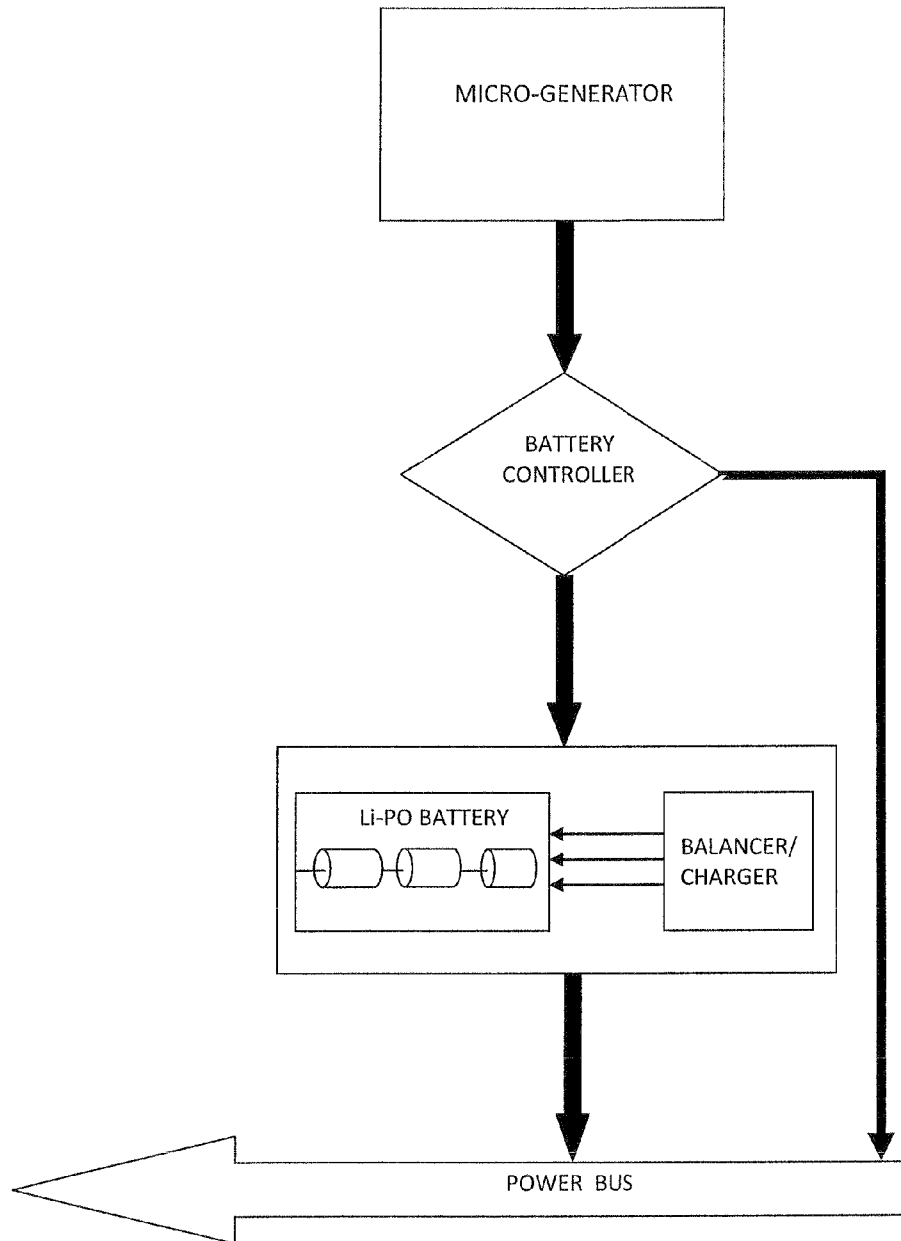 MICRO-GENERATOR
BATTERY
CONTROLLER
Li-PO BATTERY
BALANCER/
CHARGER
POWER BUS